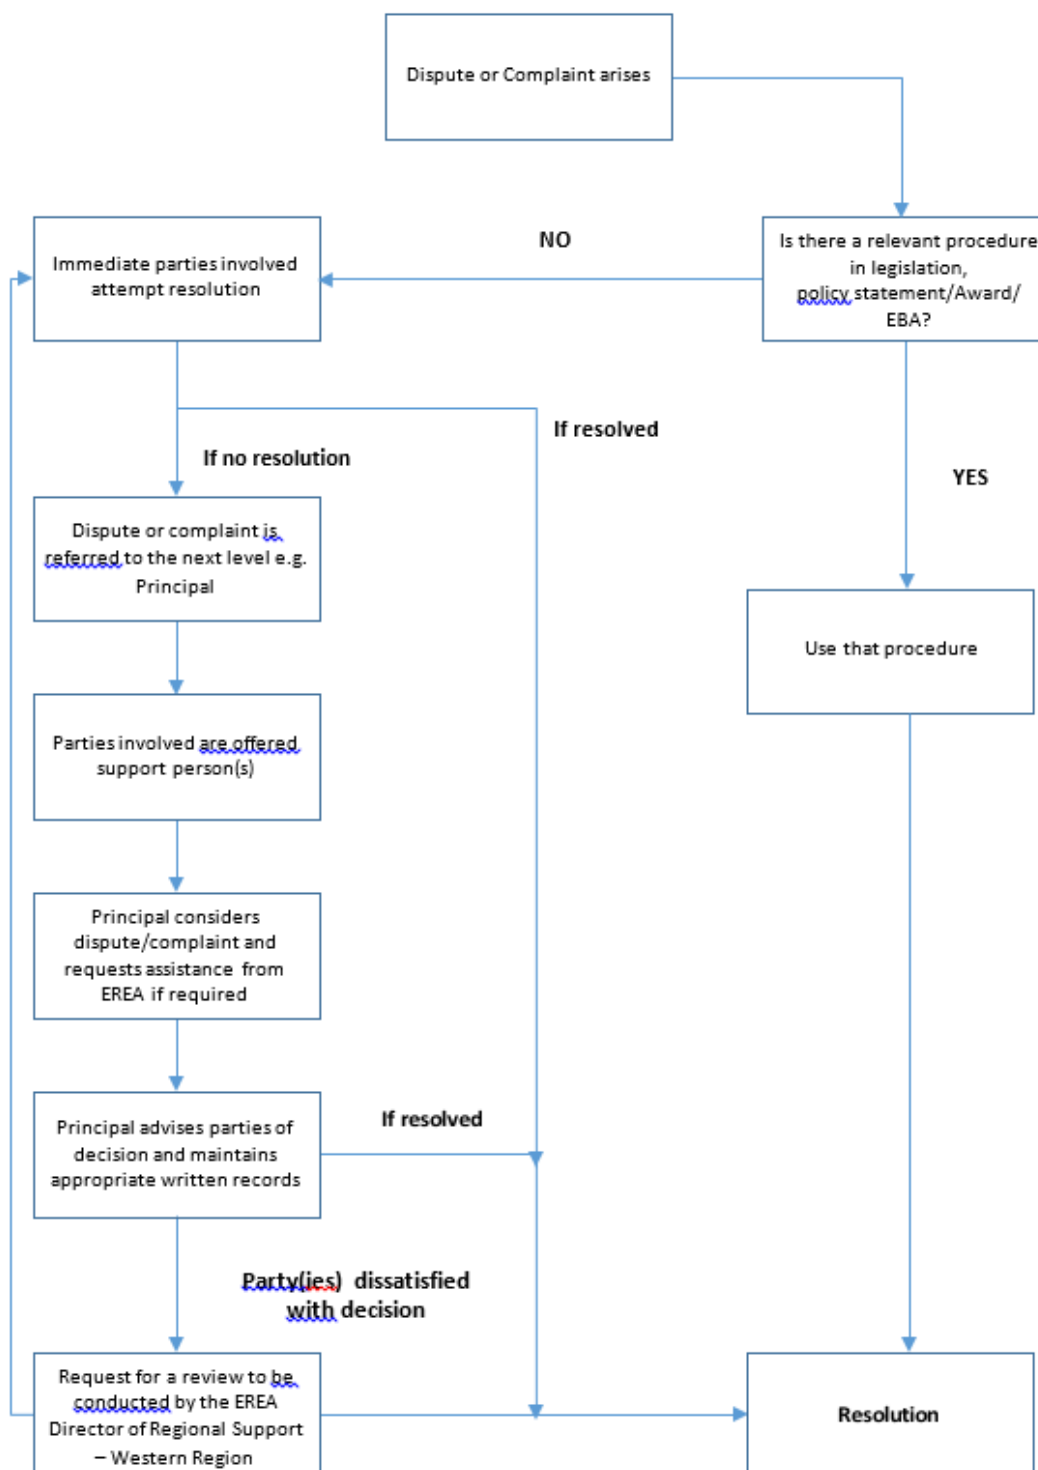 Dispute or Complaint arises
Is there a relevant procedure
in legislation,
policy statement/Award/
EBA?
NO
Immediate parties involved
attempt resolution
If resolved
If no resolution
YES
Dispute or complaint is
referred to the next level e.g.
Principal
Use that procedure
Parties involved are offered
support person(s)
Principal considers
dispute/complaint and
requests assistance from
EREA if required
Principal advises parties of
decision and maintains
appropriate written records
If resolved
Party(ies) dissatisfied
with decision
Request for a review to be
conducted by the EREA
Director of Regional Support
– Western Region
Resolution